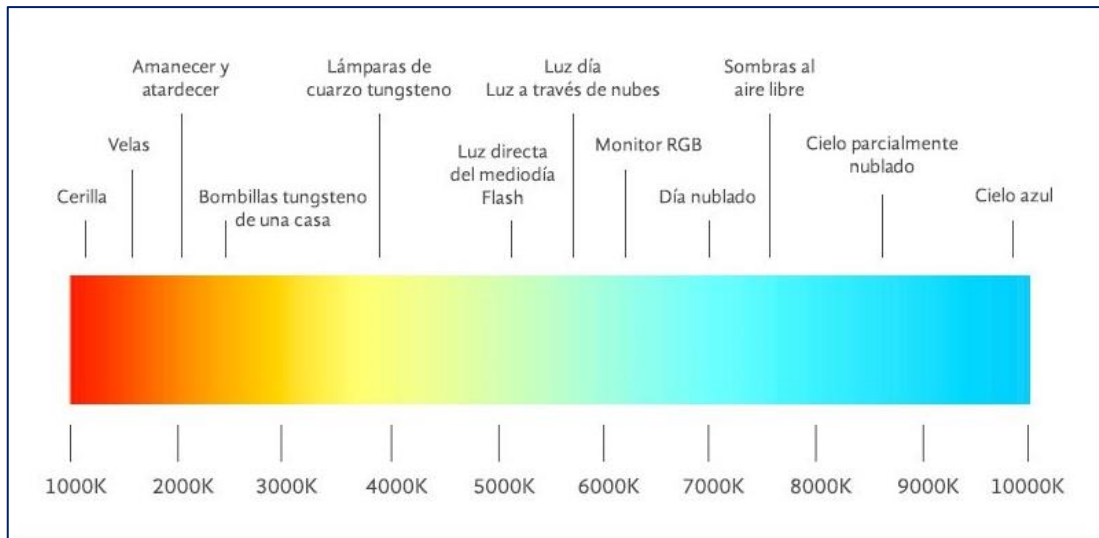 Amanecer y
atardecer
Lámparas de
cuarzo tungsteno
Luz día
Luz a través de nubes
Sombras al
aire libre
Velas
Luz directa
del mediodía
Flash
Monitor RGB
Cielo parcialmente
nublado
Cerilla
Bombillas tungsteno
de una casa
Día nublado
Cielo azul
1000K
2000K
3000K
4000K
5000K
6000K
7000K
8000K
9000K
10000K